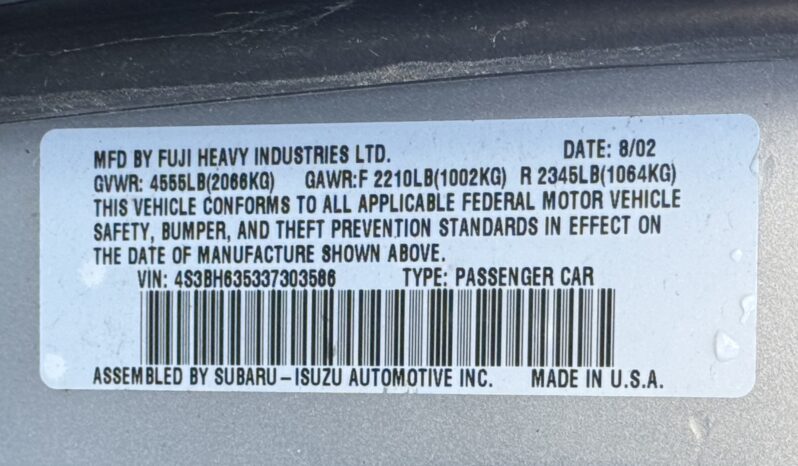 MFD BY FUJI HEAVY INDUSTRIES LTD. DATE: 8/02
GVWR: 4555LB(2066KG) GAWR:F 2210LB(1002KG) R 2345LB(1064KG)
THIS VEHICLE CONFORMS TO ALL APPLICABLE FEDERAL MOTOR VEHICLE
SAFETY, BUMPER, AND THEFT PREVENTION STANDARDS IN EFFECT ON
THE DATE OF MANUFACTURE SHOWN ABOVE.
VIN: 4S3BH635337303586 TYPE: PASSENGER CAR
ASSEMBLED BY SUBARU-ISUZU AUTOMOTIVE INC. MADE IN U.S.A.